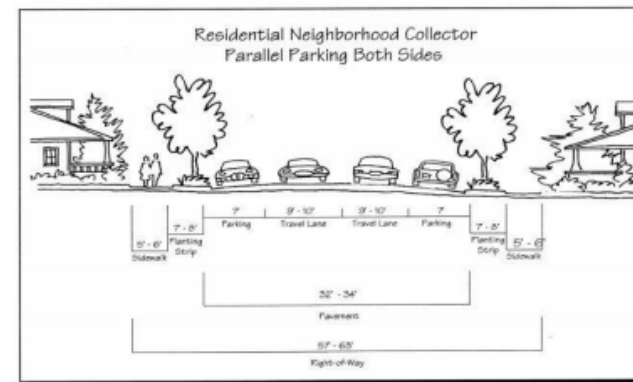 Residential Neighborhood Collector
Parallel Parking Both Sides
7' 9' - 10' 9' - 10' 7'
Parking Travel Lane Travel Lane Parking
7' - 8' 7' - 8'
Planting Strip Planting Strip
5' - 6' 5' - 6'
Sidewalk Sidewalk
32' - 34'
Pavement
57' - 63'
Right-of-Way